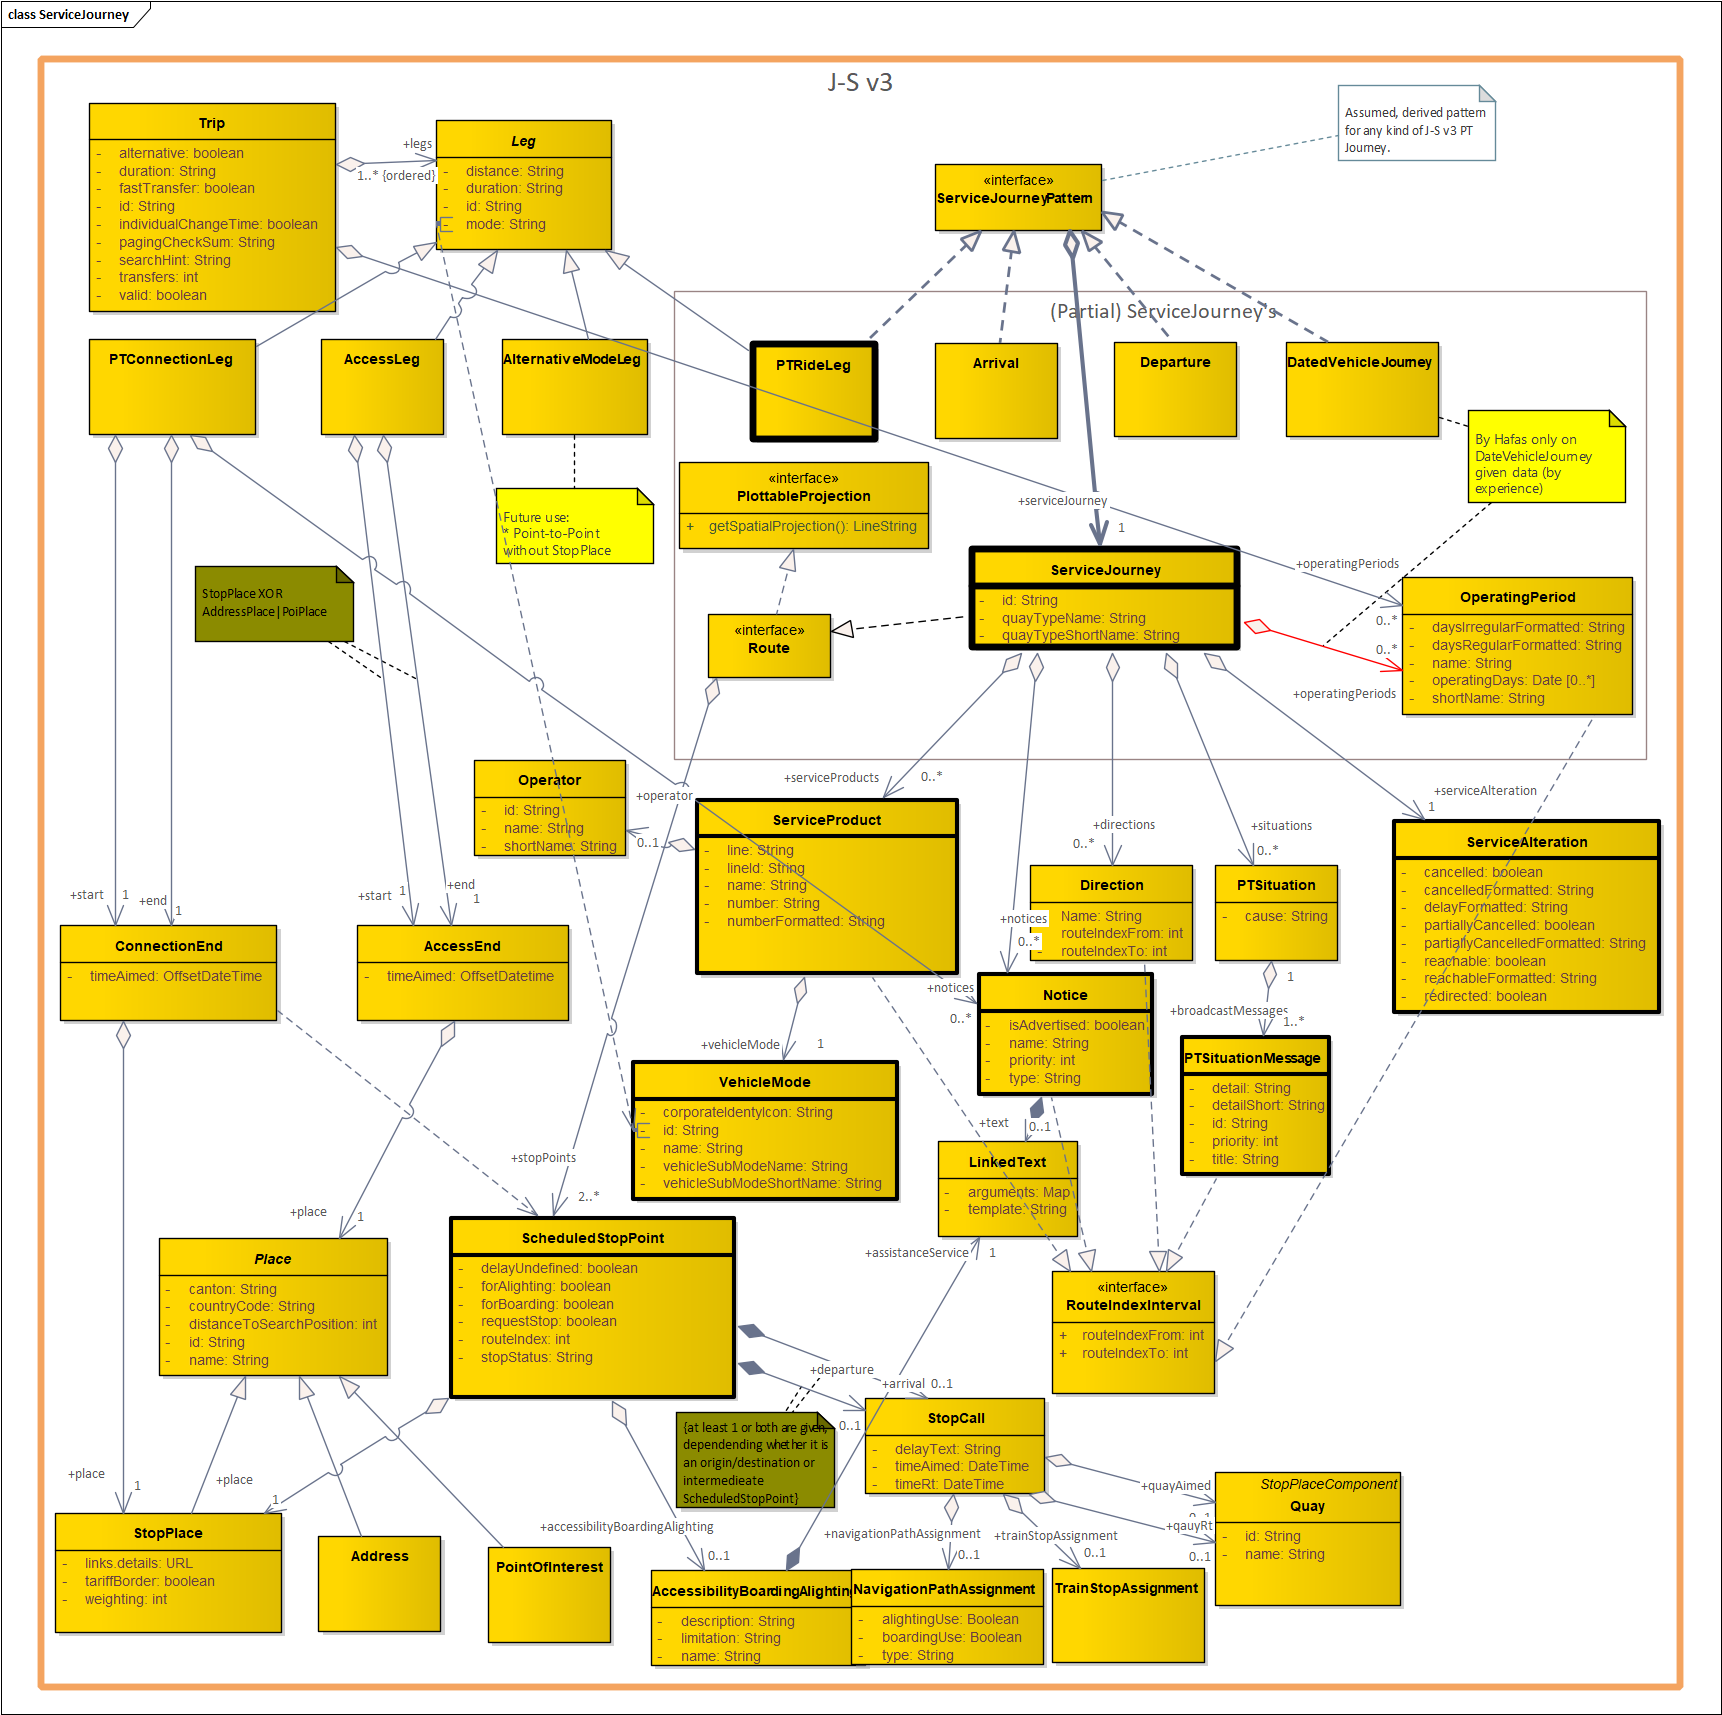 class ServiceJourney
J-S v3
Trip
- alternative: boolean
- duration: String
- fastTransfer: boolean
- id: String
- individualChangeTime: boolean
- pagingCheckSum: String
- searchHint: String
- transfers: int
- valid: boolean
+legs
1..* {ordered}
Leg
- distance: String
- duration: String
- id: String
- mode: String
«interface»
ServiceJourneyPattern
Assumed, derived pattern
for any kind of J-S v3 PT
Journey.
(Partial) ServiceJourney's
PTConnectionLeg
AccessLeg
AlternativeModeLeg
PTRideLeg
Arrival
Departure
DatedVehicleJourney
By Hafas only on
DateVehicleJourney
given data (by
experience)
Future use:
* Point-to-Point
without StopPlace
«interface»
PlottableProjection
+ getSpatialProjection(): LineString
+serviceJourney
1
StopPlace XOR
AddressPlace|PoiPlace
«interface»
Route
ServiceJourney
- id: String
- quayTypeName: String
- quayTypeShortName: String
+operatingPeriods
0..*
0..*
+operatingPeriods
OperatingPeriod
- daysIrregularFormatted: String
- daysRegularFormatted: String
- name: String
- operatingDays: Date [0..*]
- shortName: String
Operator
- id: String
- name: String
- shortName: String
+operator
0..1
+serviceProducts
0..*
ServiceProduct
- line: String
- lineId: String
- name: String
- number: String
- numberFormatted: String
+directions
0..*
+situations
0..*
+serviceAlteration
1
Direction
Name: String
routeIndexFrom: int
- routeIndexTo: int
PTSituation
- cause: String
ServiceAlteration
- cancelled: boolean
- cancelledFormatted: String
- delayFormatted: String
- partiallyCancelled: boolean
- partiallyCancelledFormatted: String
- reachable: boolean
- reachableFormatted: String
- redirected: boolean
+start
1
+end
1
+start
1
+end
1
ConnectionEnd
- timeAimed: OffsetDateTime
AccessEnd
- timeAimed: OffsetDatetime
+notices
0..*
+notices
0..*
Notice
- isAdvertised: boolean
- name: String
- priority: int
- type: String
1
+broadcastMessages
1..*
PTSituationMessage
- detail: String
- detailShort: String
- id: String
- priority: int
- title: String
+vehicleMode
1
VehicleMode
- corporateIdentyIcon: String
- id: String
- name: String
- vehicleSubModeName: String
- vehicleSubModeShortName: String
+text
0..1
LinkedText
- arguments: Map
- template: String
+stopPoints
2..*
+place
1
Place
- canton: String
- countryCode: String
- distanceToSearchPosition: int
- id: String
- name: String
ScheduledStopPoint
- delayUndefined: boolean
- forAlighting: boolean
- forBoarding: boolean
- requestStop: boolean
- routeIndex: int
- stopStatus: String
+assistanceService
1
«interface»
RouteIndexInterval
+ routeIndexFrom: int
+ routeIndexTo: int
+departure
0..1
+arrival 0..1
{at least 1 or both are given,
dependending whether it is
an origin/destination or
intermedieate
ScheduledStopPoint}
StopCall
- delayText: String
- timeAimed: DateTime
- timeRt: DateTime
+quayAimed
0..1
+qauyRt
0..1
StopPlaceComponent
Quay
- id: String
- name: String
+place
1
+place
1
StopPlace
- links.details: URL
- tariffBorder: boolean
- weighting: int
Address
PointOfInterest
+accessibilityBoardingAlighting
0..1
+navigationPathAssignment
0..1
+trainStopAssignment
0..1
AccessibilityBoardingAlighting
- description: String
- limitation: String
- name: String
NavigationPathAssignment
- alightingUse: Boolean
- boardingUse: Boolean
- type: String
TrainStopAssignment